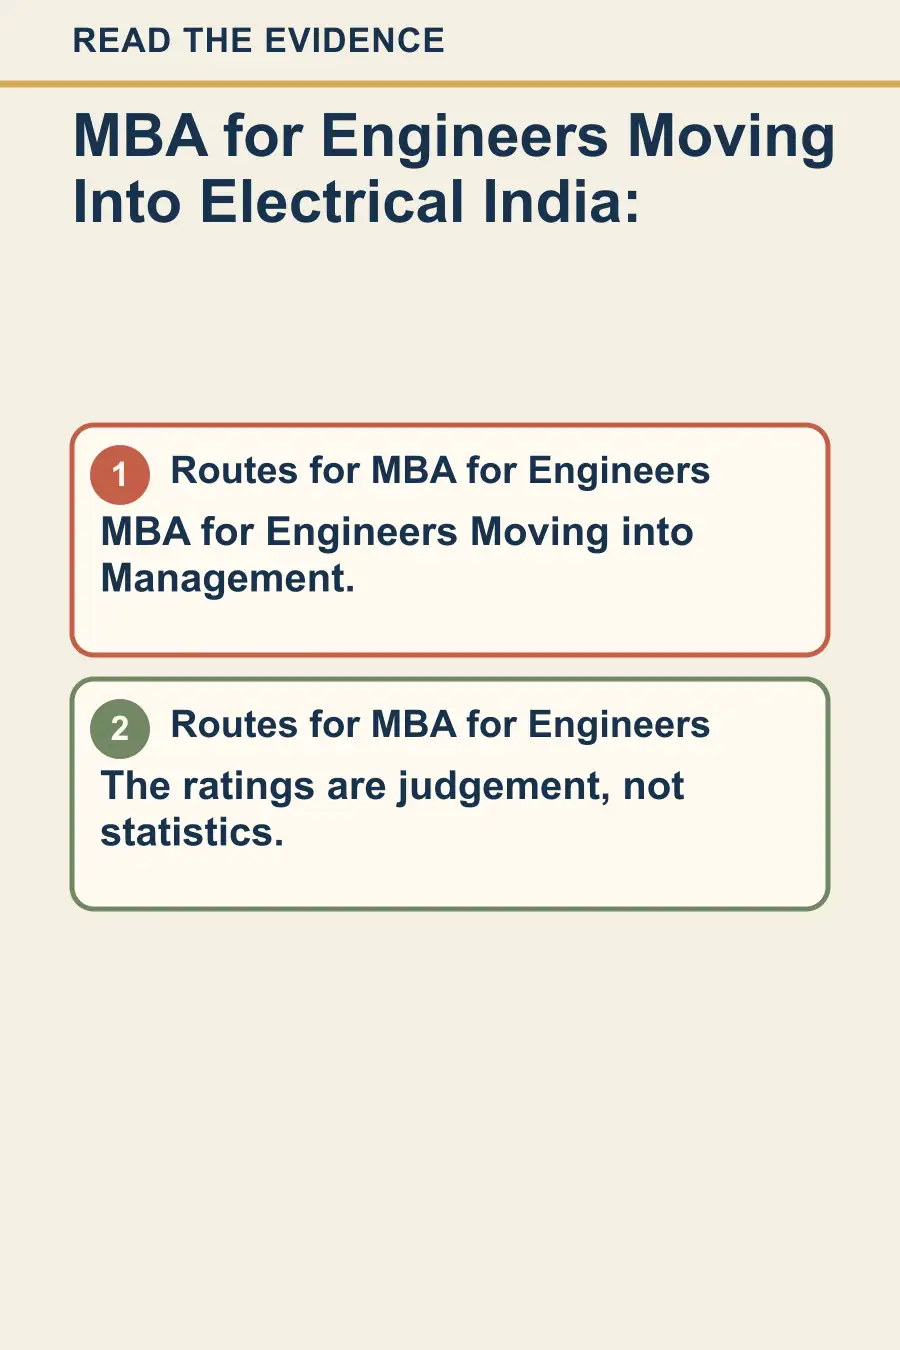 READ THE EVIDENCE
MBA for Engineers Moving
Into Electrical India:
1 Routes for MBA for Engineers
MBA for Engineers Moving into
Management.
2 Routes for MBA for Engineers
The ratings are judgement, not
statistics.